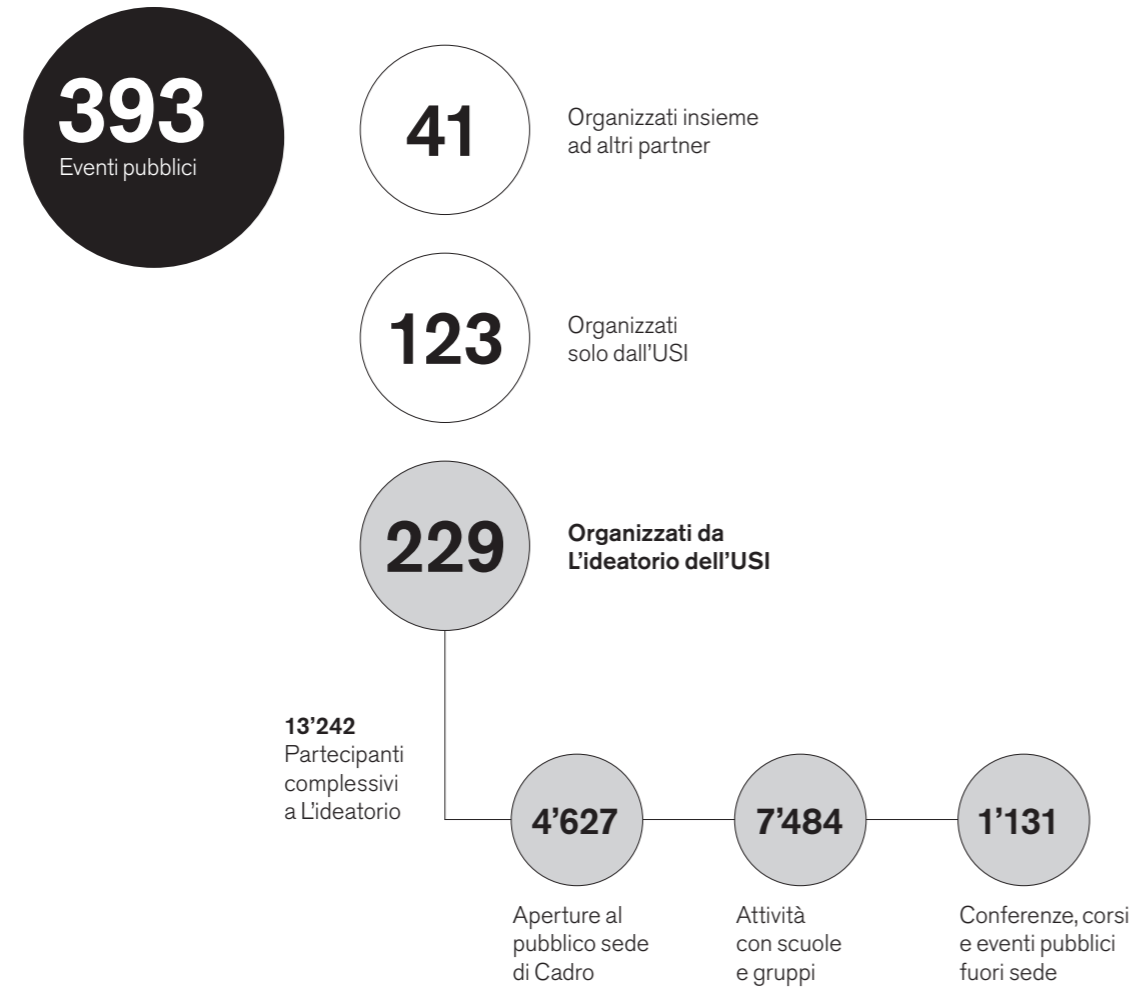 393
Eventi pubblici
41
Organizzati insieme
ad altri partner
123
Organizzati
solo dall’USI
229
Organizzati da
L’ideatorio dell’USI
13’242
Partecipanti
complessivi
a L’ideatorio
4’627
Aperture al
pubblico sede
di Cadro
7’484
Attività
con scuole
e gruppi
1’131
Conferenze, corsi
e eventi pubblici
fuori sede